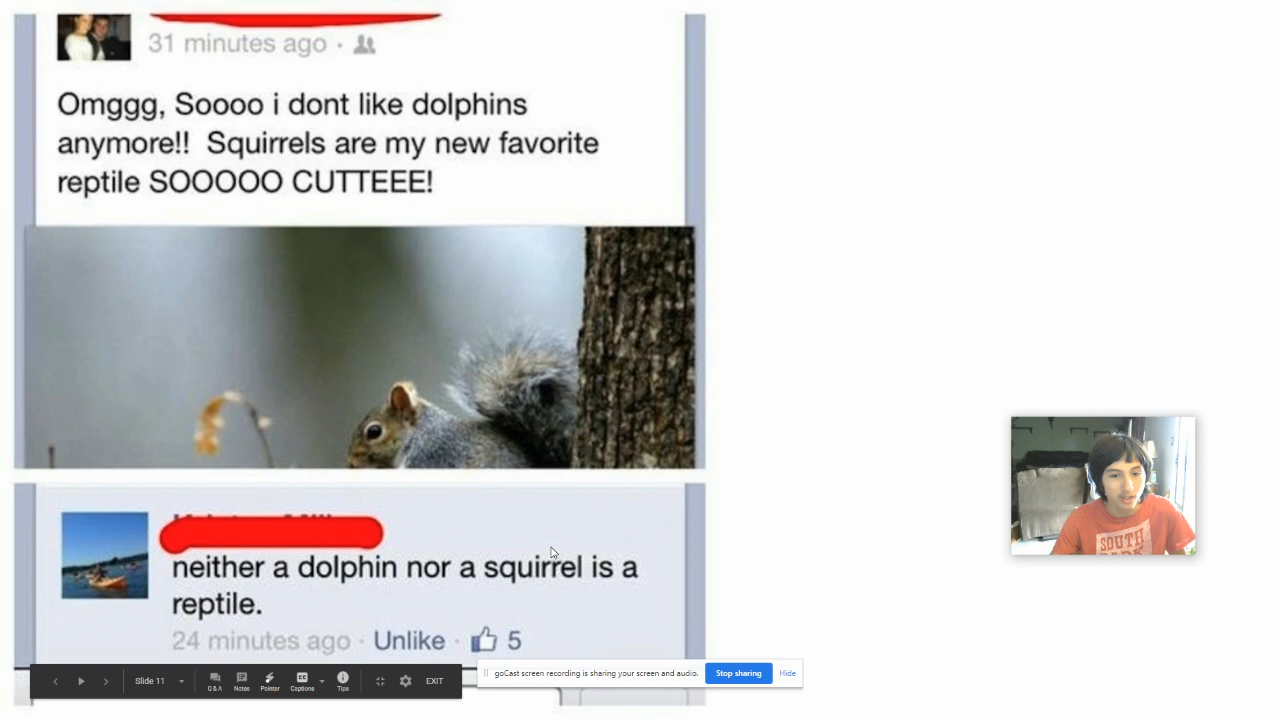 31 minutes ago ·
Omggg, Soooo i dont like dolphins
anymore!!  Squirrels are my new favorite
reptile SOOOOO CUTTEEE!
neither a dolphin nor a squirrel is a
reptile.
24 minutes ago · Unlike · 5
SOUTH
PARK
Slide 11
Q & A
Notes
Pointer
Captions
Tips
EXIT
goCast screen recording is sharing your screen and audio.
Stop sharing
Hide